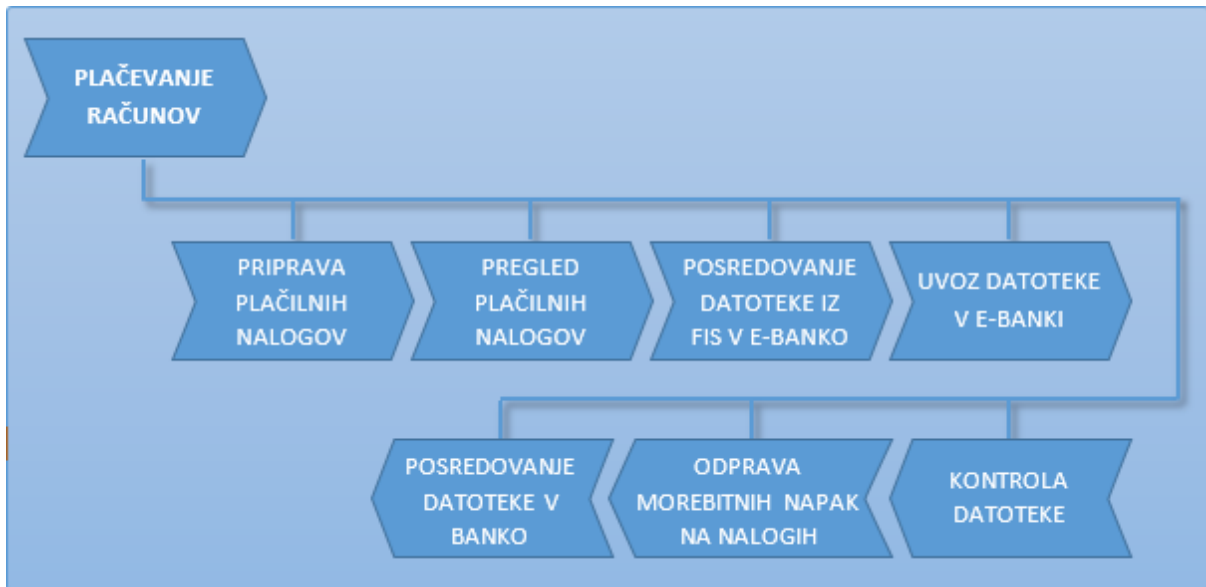 PLAČEVANJE
RAČUNOV
PRIPRAVA
PLAČILNIH
NALOGOV
PREGLED
PLAČILNIH
NALOGOV
POSREDOVANJE
DATOTEKE IZ
FIS V E-BANKO
UVOZ DATOTEKE
V E-BANKI
POSREDOVANJE
DATOTEKE V
BANKO
ODPRAVA
MOREBITNIH NAPAK
NA NALOGIH
KONTROLA
DATOTEKE